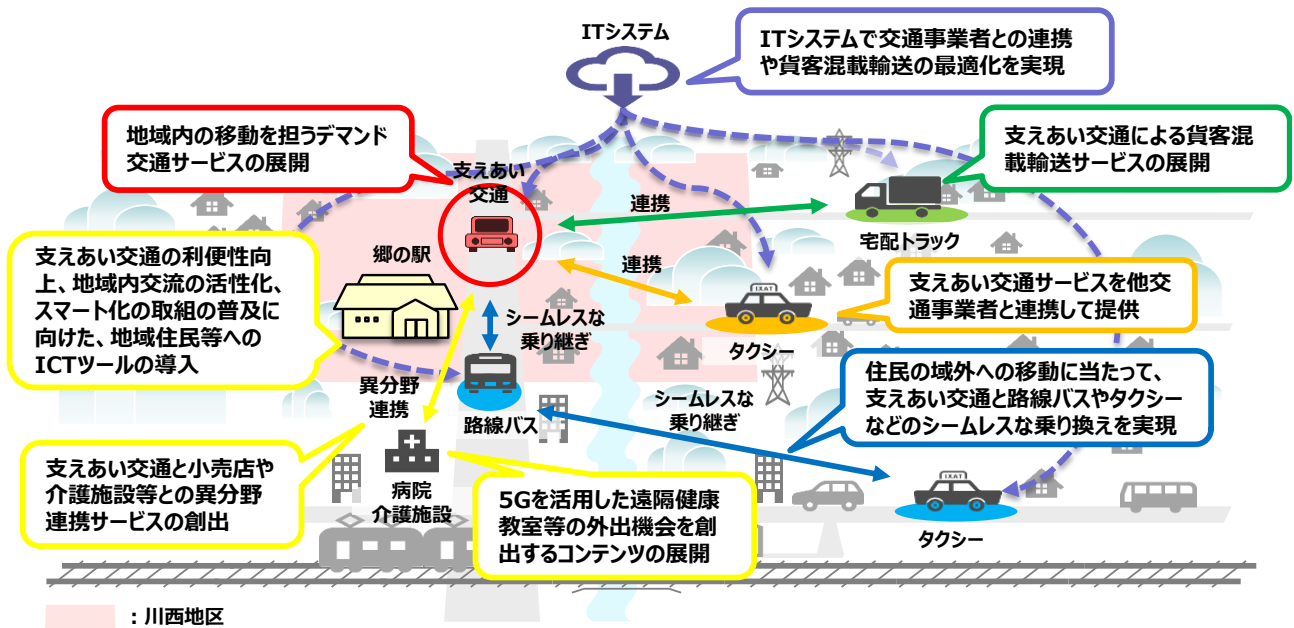 ITシステム
ITシステムで交通事業者との連携
や貨客混載輸送の最適化を実現
地域内の移動を担うデマンド
交通サービスの展開
支えあい交通による貨客混
載輸送サービスの展開
支えあい
交通
連携
宅配トラック
支えあい交通の利便性向
上、地域内交流の活性化、
スマート化の取組の普及に
向けた、地域住民等への
ICTツールの導入
郷の駅
連携
支えあい交通サービスを他交
通事業者と連携して提供
IXAT
タクシー
シームレスな
乗り継ぎ
異分野
連携
路線バス
シームレスな
乗り継ぎ
住民の域外への移動に当たって、
支えあい交通と路線バスやタクシー
などのシームレスな乗り換えを実現
支えあい交通と小売店や
介護施設等との異分野
連携サービスの創出
病院
介護施設
5Gを活用した遠隔健康
教室等の外出機会を創
出するコンテンツの展開
IXAT
タクシー
：川西地区